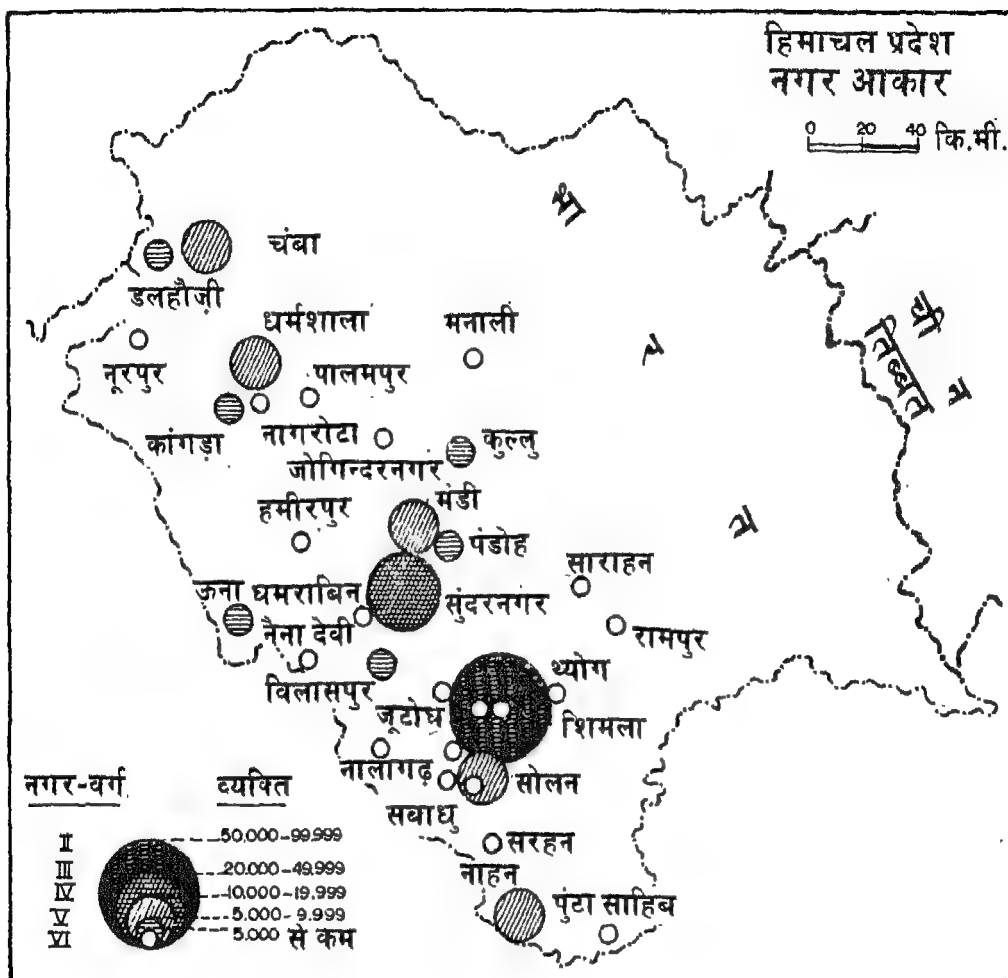 हिमाचल प्रदेश
नगर आकार
0 20 40 कि.मी.
चंबा
डलहौज़ी
धर्मशाला
मनाली
नूरपुर
पालमपुर
कांगड़ा
नागरोटा
जोगिन्दरनगर
कुल्लु
हमीरपुर
मंडी
पंडोह
साराहन
ऊना
धमराबिन
सुंदरनगर
नैना देवी
रामपुर
विलासपुर
थ्योग
जूटोध
शिमला
नालागढ़
सोलन
सबाधु
सरहन
नाहन
पुंटा साहिब
भा
र
त
ची
न
तिब्बत
नगर-वर्ग व्यक्ति
II 50.000-99.999
III 20.000-49.999
IV 10.000-19.999
V 5.000-9.999
VI 5.000 से कम